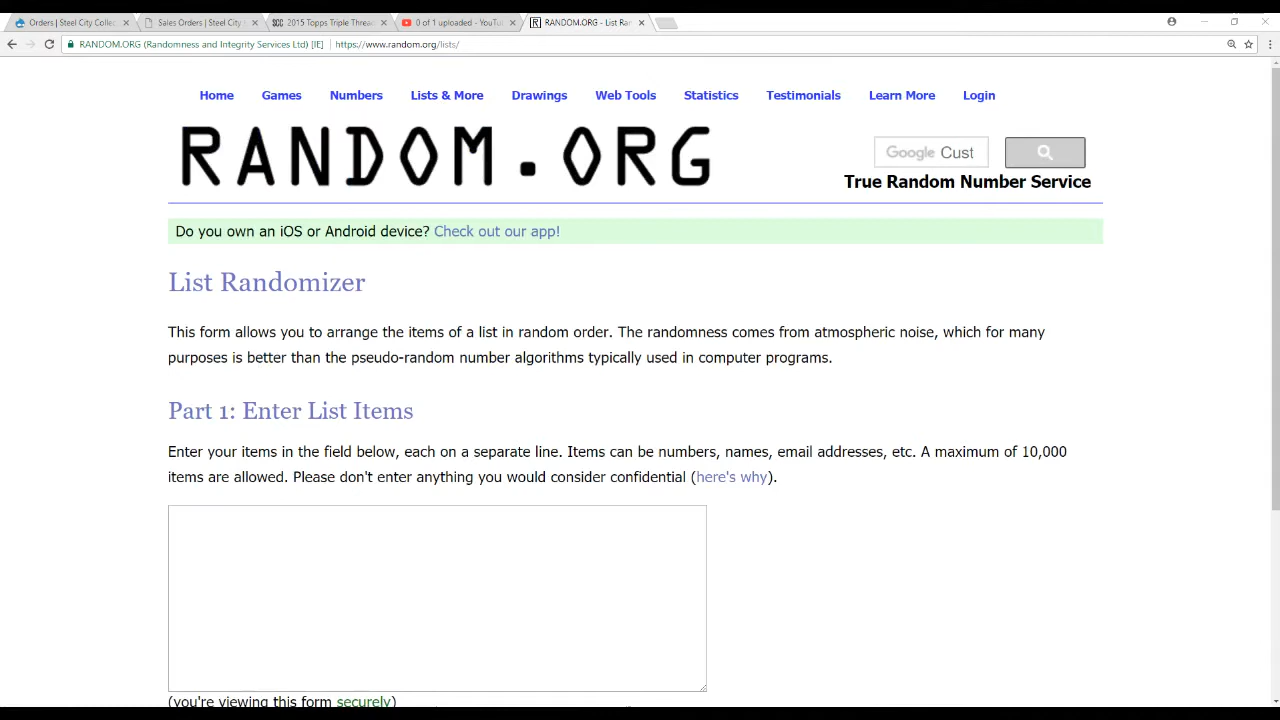 Orders | Steel City Collec
Sales Orders | Steel City
2015 Topps Triple Thread
0 of 1 uploaded - YouTu
RANDOM.ORG - List Ra
RANDOM.ORG (Randomness and Integrity Services Ltd) [IE]
https://www.random.org/lists/
Home Games Numbers Lists & More Drawings Web Tools Statistics Testimonials Learn More Login
RANDOM.ORG
Google Cust
True Random Number Service
Do you own an iOS or Android device? Check out our app!
List Randomizer
This form allows you to arrange the items of a list in random order. The randomness comes from atmospheric noise, which for many
purposes is better than the pseudo-random number algorithms typically used in computer programs.
Part 1: Enter List Items
Enter your items in the field below, each on a separate line. Items can be numbers, names, email addresses, etc. A maximum of 10,000
items are allowed. Please don't enter anything you would consider confidential (here's why).
(you're viewing this form securely)